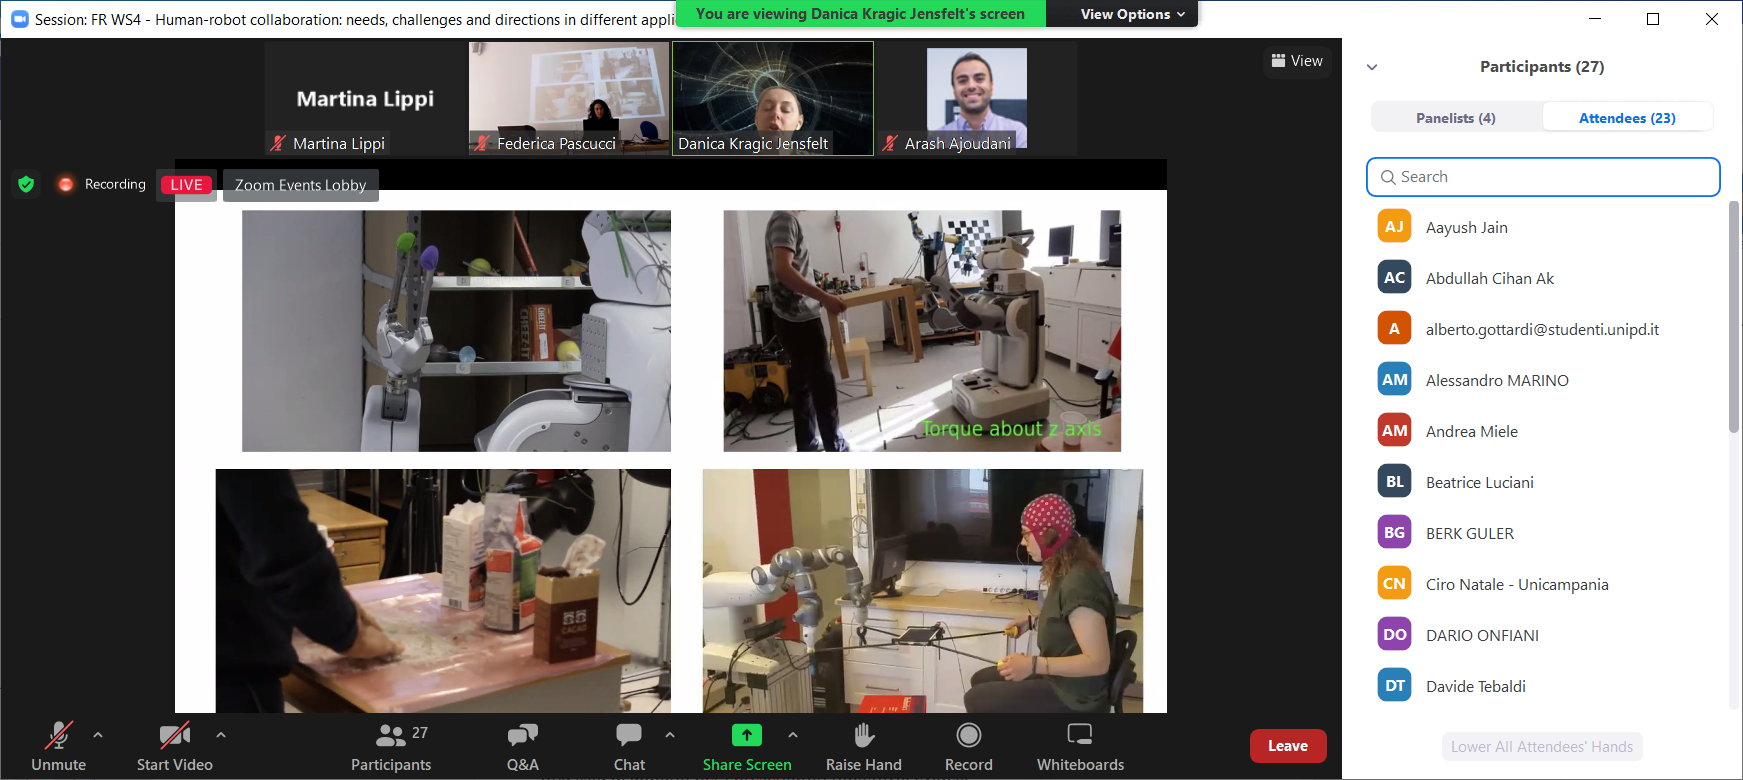 Session: FR WS4 - Human-robot collaboration: needs, challenges and directions in different appli
You are viewing Danica Kragic Jensfelt's screen
View Options
View
Martina Lippi
Martina Lippi
Federica Pascucci
Danica Kragic Jensfelt
Arash Ajoudani
Recording
LIVE
Zoom Events Lobby
CHEEZ-IT
Torque about z axis
CACAO
Participants (27)
Panelists (4)
Attendees (23)
Search
AJ Aayush Jain
AC Abdullah Cihan Ak
A alberto.gottardi@studenti.unipd.it
AM Alessandro MARINO
AM Andrea Miele
BL Beatrice Luciani
BG BERK GULER
CN Ciro Natale - Unicampania
DO DARIO ONFIANI
DT Davide Tebaldi
Lower All Attendees' Hands
Unmute
Start Video
27
Participants
Q&A
Chat
Share Screen
Raise Hand
Record
Whiteboards
Leave